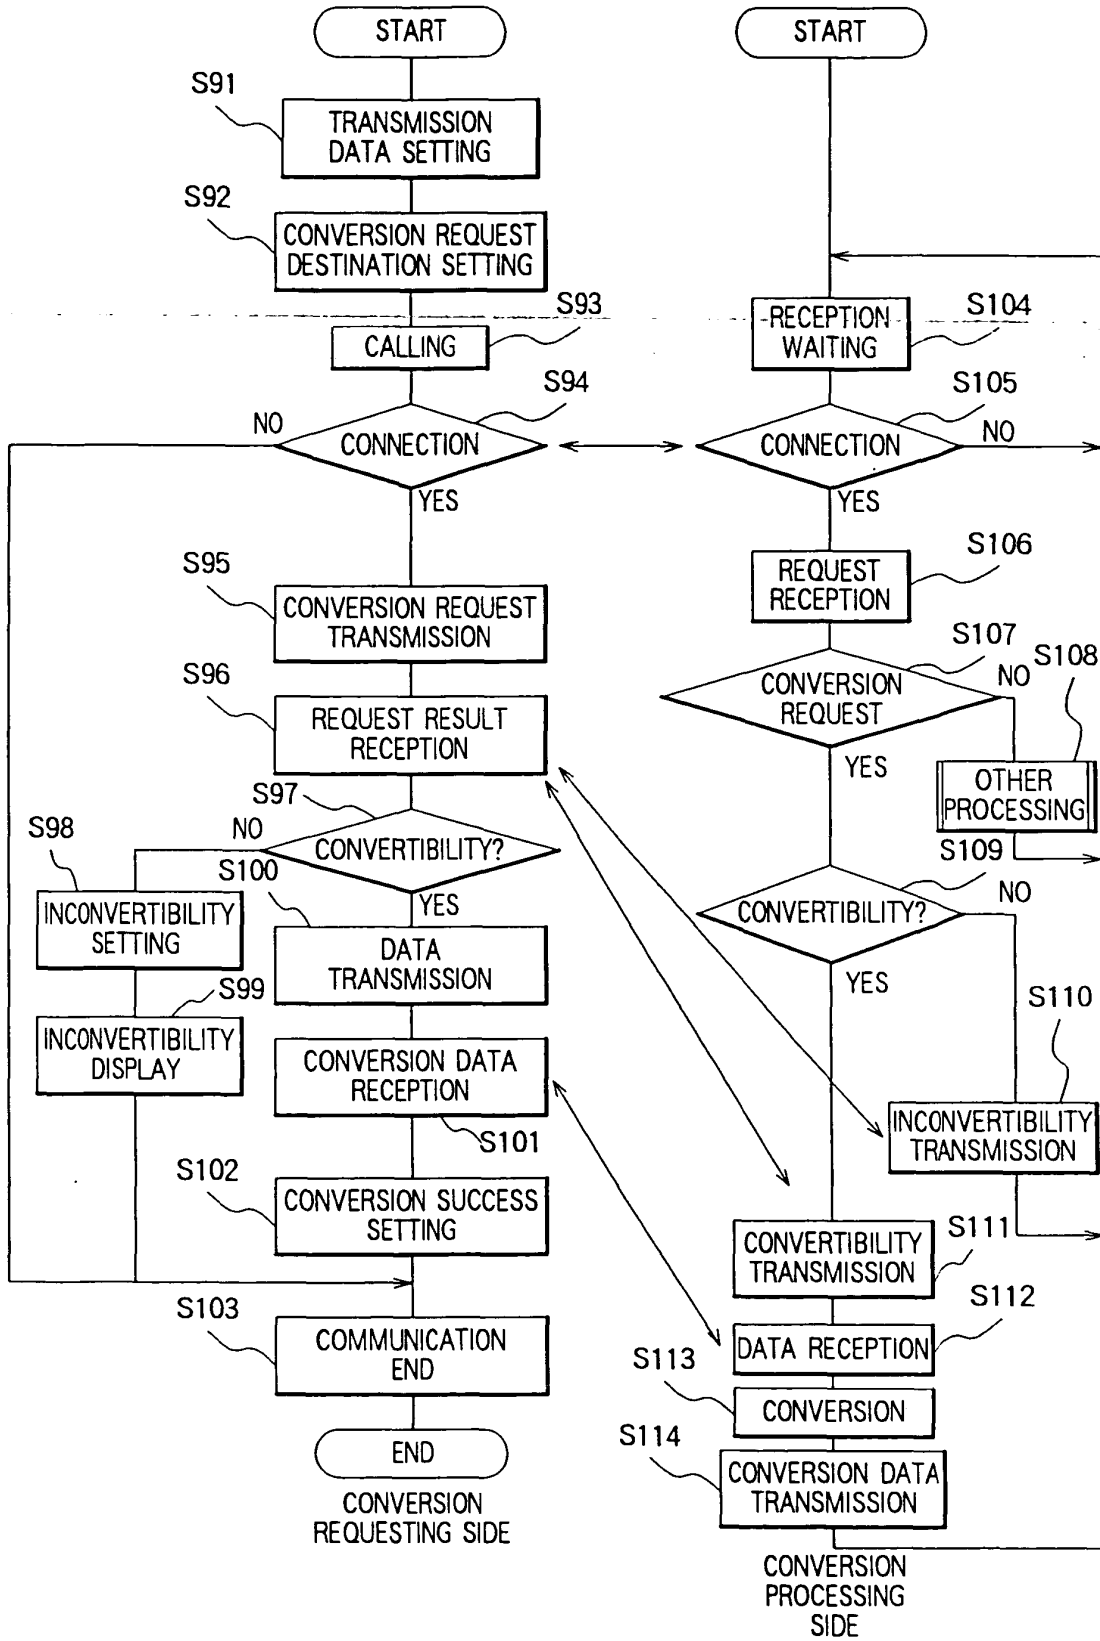 START
S91
TRANSMISSION
DATA SETTING
S92
CONVERSION REQUEST
DESTINATION SETTING
S93
CALLING
S94
NO
CONNECTION
YES
S95
CONVERSION REQUEST
TRANSMISSION
S96
REQUEST RESULT
RECEPTION
S97
NO
CONVERTIBILITY?
YES
S98
INCONVERTIBILITY
SETTING
S99
INCONVERTIBILITY
DISPLAY
S100
DATA
TRANSMISSION
CONVERSION DATA
RECEPTION
S101
S102
CONVERSION SUCCESS
SETTING
S103
COMMUNICATION
END
END
CONVERSION
REQUESTING SIDE
START
RECEPTION
WAITING
S104
S105
CONNECTION
NO
YES
S106
REQUEST
RECEPTION
S107
CONVERSION
REQUEST
NO
YES
S108
OTHER
PROCESSING
S109
CONVERTIBILITY?
NO
YES
S110
INCONVERTIBILITY
TRANSMISSION
S111
CONVERTIBILITY
TRANSMISSION
S112
DATA RECEPTION
S113
CONVERSION
S114
CONVERSION DATA
TRANSMISSION
CONVERSION
PROCESSING
SIDE